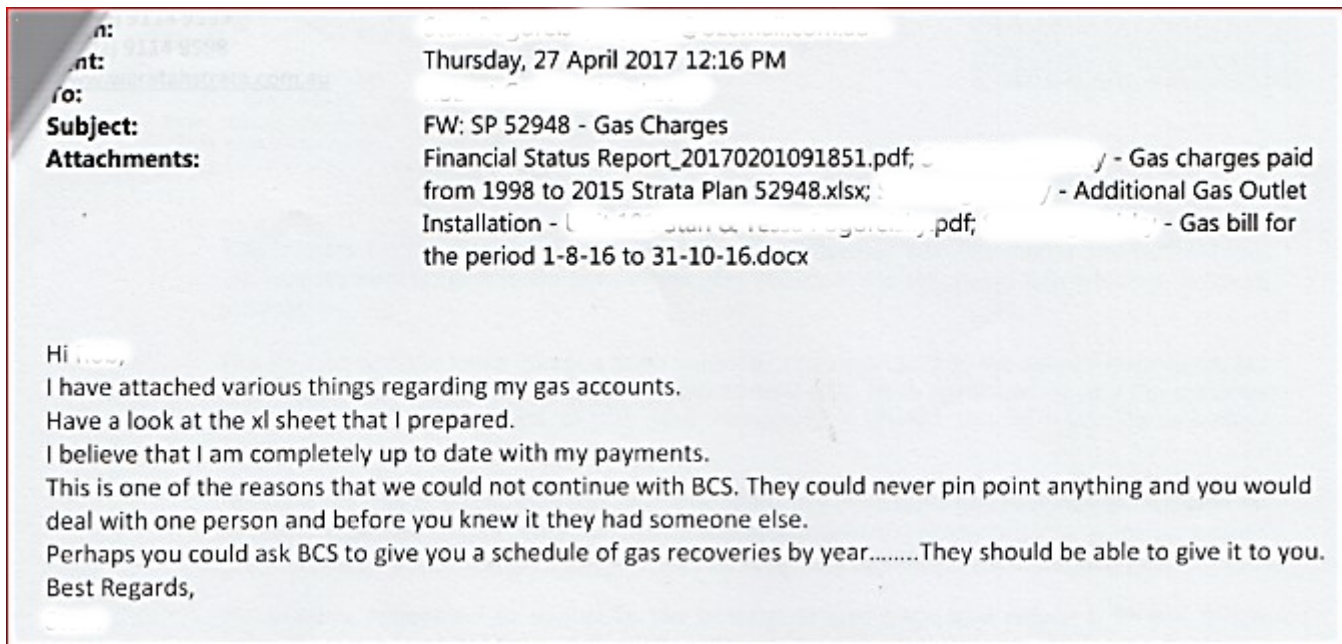 nt:
Thursday, 27 April 2017 12:16 PM
To:
Subject:
FW: SP 52948 - Gas Charges
Attachments:
Financial Status Report_20170201091851.pdf; - Gas charges paid
from 1998 to 2015 Strata Plan 52948.xlsx; - Additional Gas Outlet
Installation - .pdf; - Gas bill for
the period 1-8-16 to 31-10-16.docx
Hi
I have attached various things regarding my gas accounts.
Have a look at the xl sheet that I prepared.
I believe that I am completely up to date with my payments.
This is one of the reasons that we could not continue with BCS. They could never pin point anything and you would
deal with one person and before you knew it they had someone else.
Perhaps you could ask BCS to give you a schedule of gas recoveries by year........They should be able to give it to you.
Best Regards,